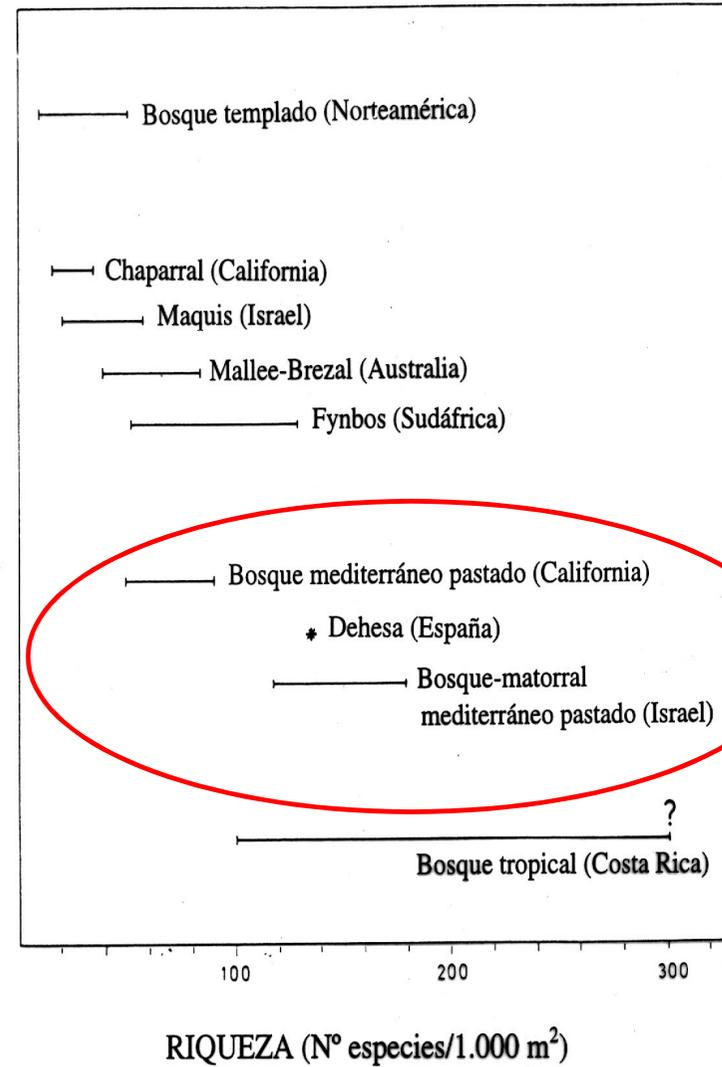 Bosque templado (Norteamérica)
Chaparral (California)
Maquis (Israel)
Mallee-Brezal (Australia)
Fynbos (Sudáfrica)
Bosque mediterráneo pastado (California)
Dehesa (España)
Bosque-matorral
mediterráneo pastado (Israel)
?
Bosque tropical (Costa Rica)
100 200 300
RIQUEZA (Nº especies/1.000 m²)